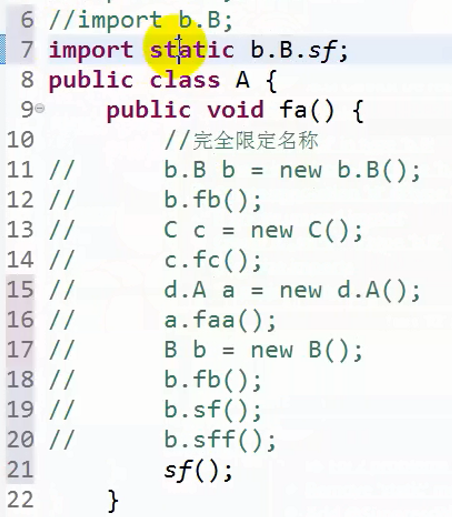 6 //import b.B;
7 import static b.B.sf;
8 public class A {
9 public void fa() {
10 //完全限定名称
11 // b.B b = new b.B();
12 // b.fb();
13 // C c = new C();
14 // c.fc();
15 // d.A a = new d.A();
16 // a.faa();
17 // B b = new B();
18 // b.fb();
19 // b.sf();
20 // b.sff();
21 sf();
22 }